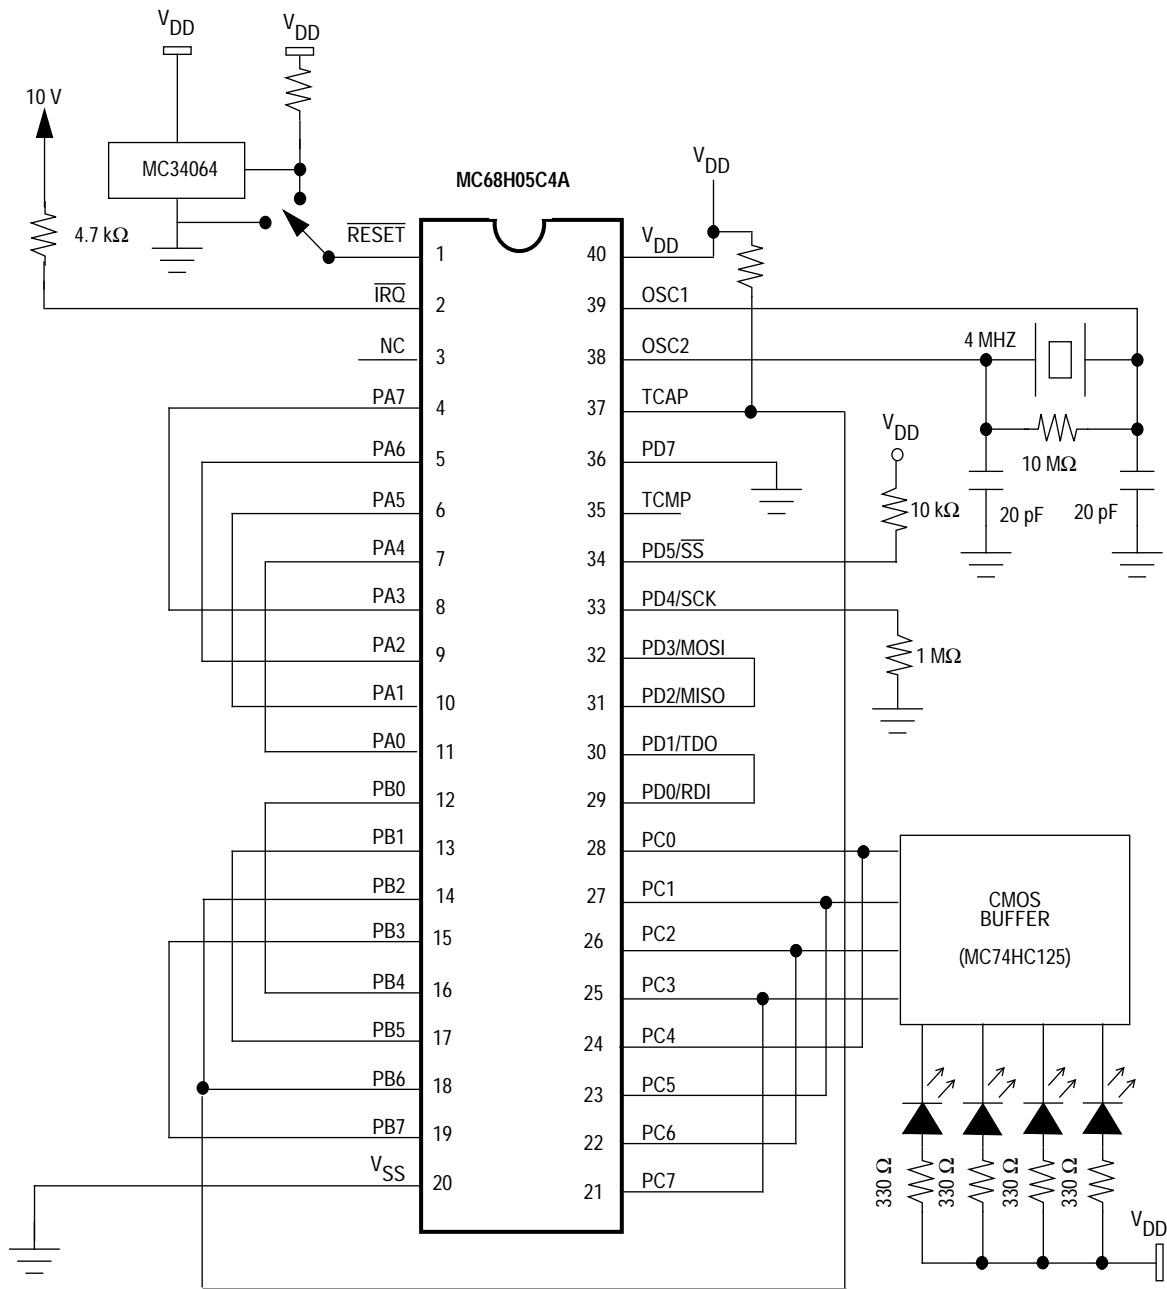 VDD
VDD
10 V
MC34064
4.7 kΩ
MC68H05C4A
VDD
RESET
1
IRQ
2
NC
3
PA7
4
PA6
5
PA5
6
PA4
7
PA3
8
PA2
9
PA1
10
PA0
11
PB0
12
PB1
13
PB2
14
PB3
15
PB4
16
PB5
17
PB6
18
PB7
19
VSS
20
40
VDD
39
OSC1
38
OSC2
37
TCAP
36
PD7
35
TCMP
34
PD5/SS
33
PD4/SCK
32
PD3/MOSI
31
PD2/MISO
30
PD1/TDO
29
PD0/RDI
28
PC0
27
PC1
26
PC2
25
PC3
24
PC4
23
PC5
22
PC6
21
PC7
4 MHZ
10 MΩ
20 pF
20 pF
VDD
10 kΩ
1 MΩ
CMOS
BUFFER
(MC74HC125)
330 Ω
330 Ω
330 Ω
330 Ω
VDD